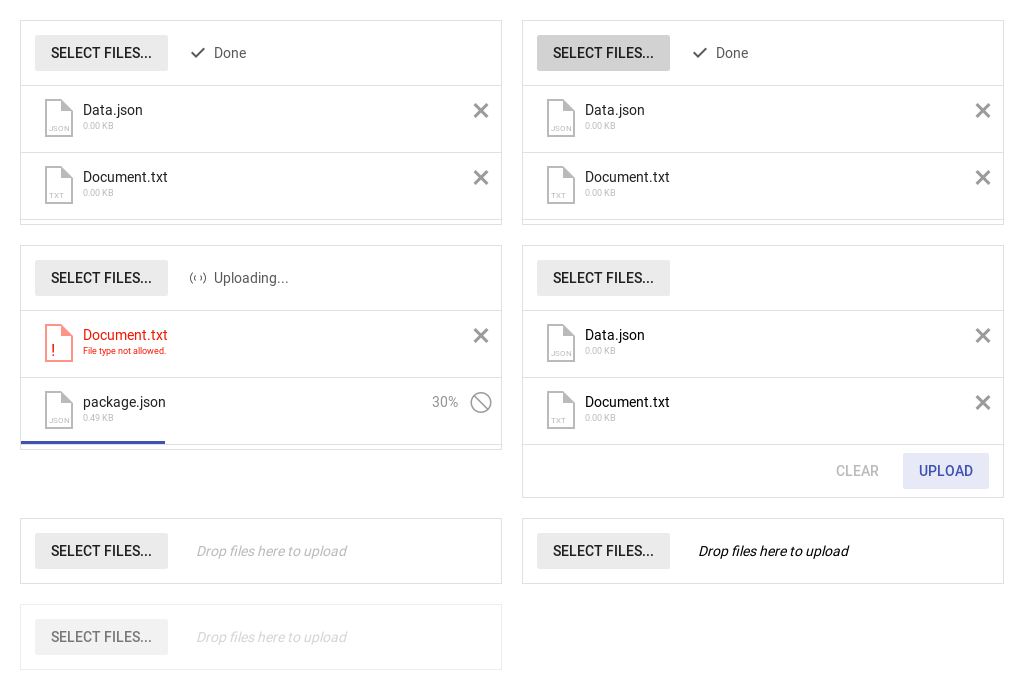 SELECT FILES... Done
Data.json
JSON
0.00 KB
Document.txt
TXT
0.00 KB
SELECT FILES... Done
Data.json
JSON
0.00 KB
Document.txt
TXT
0.00 KB
SELECT FILES... Uploading...
Document.txt
!
File type not allowed.
package.json 30%
JSON
0.49 KB
SELECT FILES...
Data.json
JSON
0.00 KB
Document.txt
TXT
0.00 KB
CLEAR UPLOAD
SELECT FILES... Drop files here to upload
SELECT FILES... Drop files here to upload
SELECT FILES... Drop files here to upload